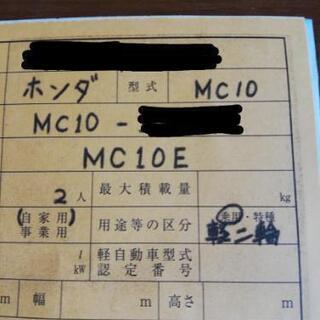 ホンダ 型式 MC10
MC10-
MC10E
2人 最大積載量 kg
(自家用) 事業用 用途等の区分 乗用・特種 軽二輪
l kW 軽自動車型式認定番号
m 幅 m 高さ m